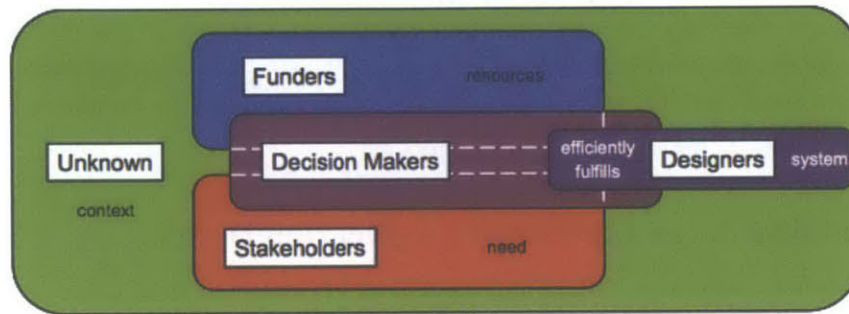 Funders
resources
Unknown
Decision Makers
efficiently
fulfills
Designers
system
context
Stakeholders
need